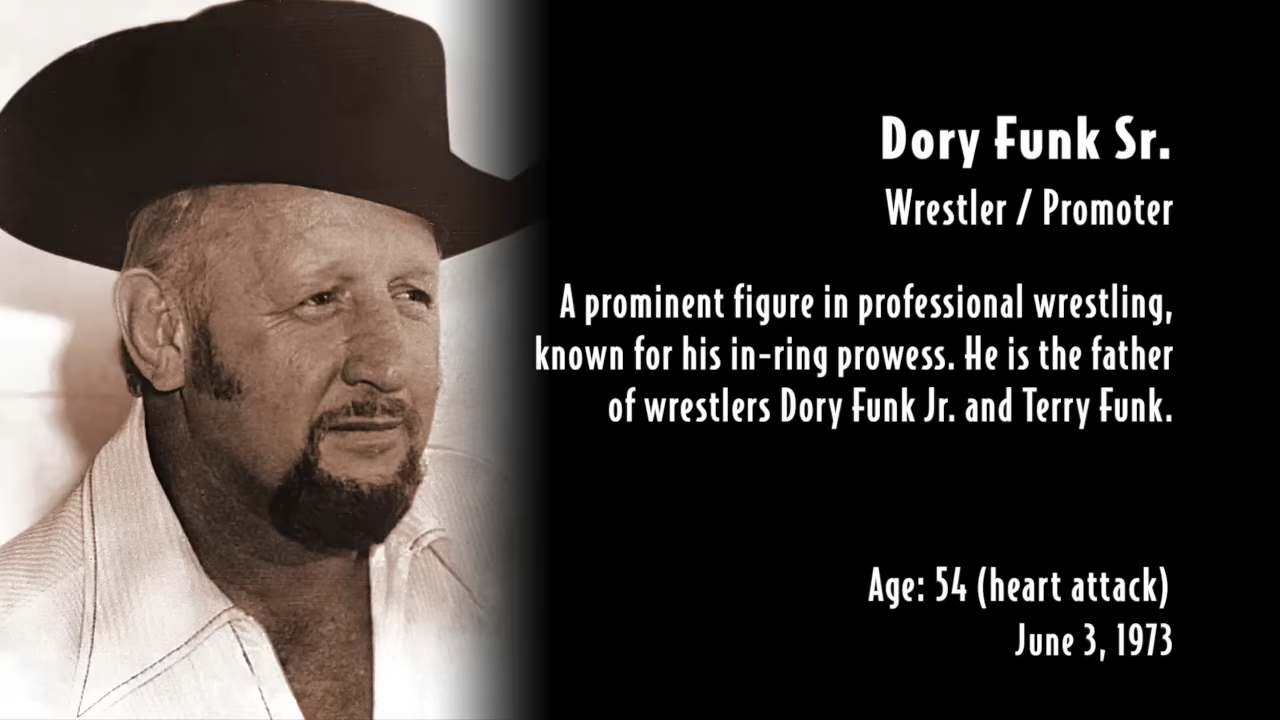 Dory Funk Sr.
Wrestler / Promoter
A prominent figure in professional wrestling,
known for his in-ring prowess. He is the father
of wrestlers Dory Funk Jr. and Terry Funk.
Age: 54 (heart attack)
June 3, 1973